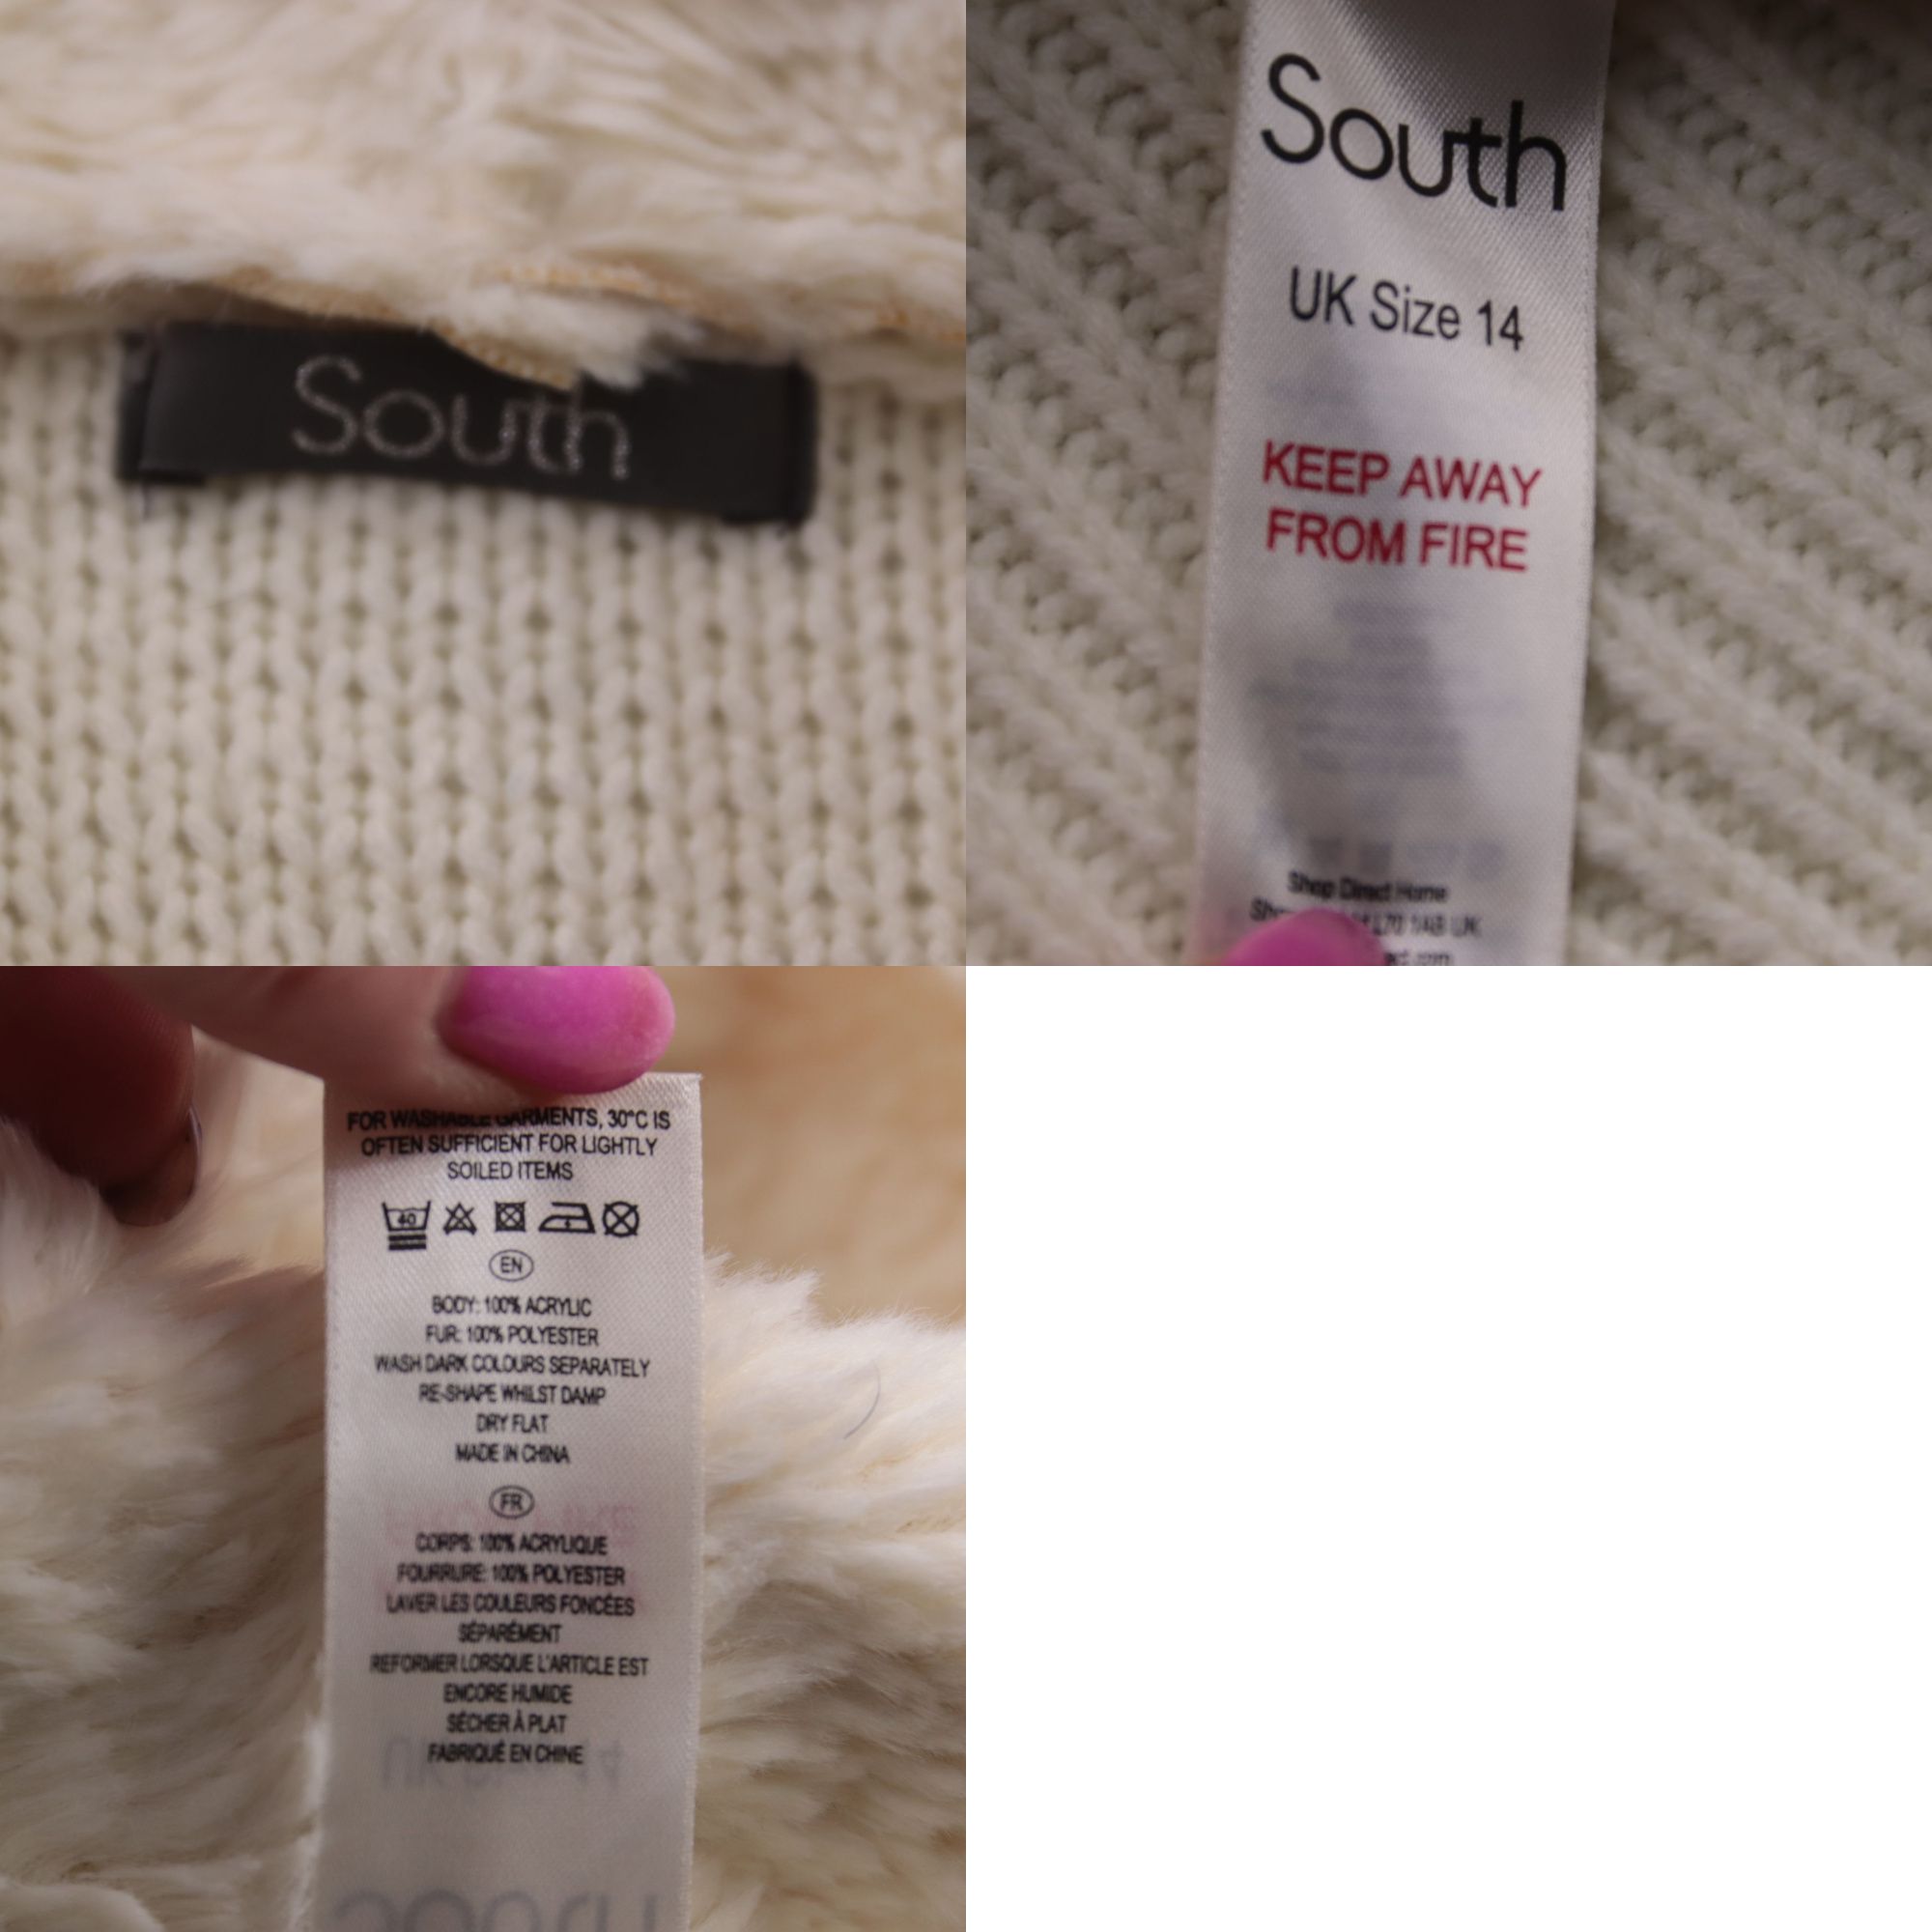 South
South
UK Size 14
KEEP AWAY
FROM FIRE
Shop Direct Home
1AB UK
FOR WASHABLE GARMENTS, 30°C IS
OFTEN SUFFICIENT FOR LIGHTLY
SOILED ITEMS
40
EN
BODY: 100% ACRYLIC
FUR: 100% POLYESTER
WASH DARK COLOURS SEPARATELY
RE-SHAPE WHILST DAMP
DRY FLAT
MADE IN CHINA
FR
CORPS: 100% ACRYLIQUE
FOURRURE: 100% POLYESTER
LAVER LES COULEURS FONCÉES
SÉPARÉMENT
REFORMER LORSQUE L'ARTICLE EST
ENCORE HUMIDE
SÉCHER À PLAT
FABRIQUÉ EN CHINE